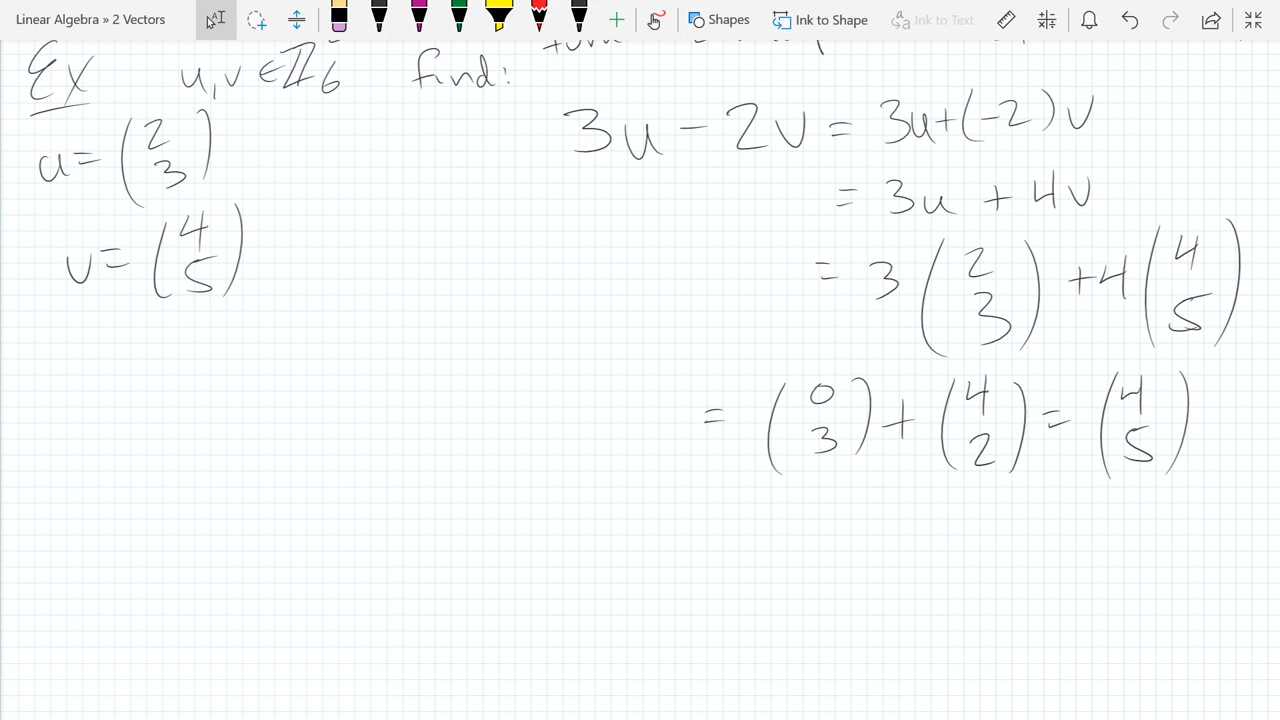 Linear Algebra » 2 Vectors
Shapes Ink to Shape Ink to Text
Ex u,v ∈ ℤ₆² find:
u = (2 3)
v = (4 5)
3u - 2v = 3u + (-2)v
= 3u + 4v
= 3 (2 3) + 4 (4 5)
= (0 3) + (4 2) = (4 5)